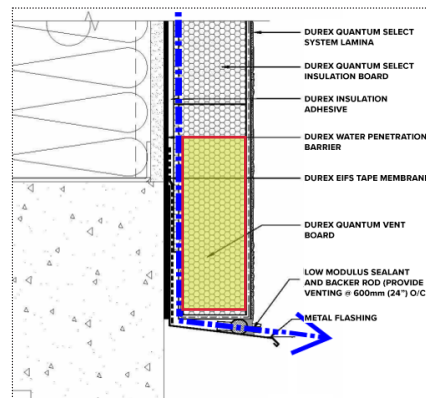 DUREX QUANTUM SELECT
SYSTEM LAMINA
DUREX QUANTUM SELECT
INSULATION BOARD
DUREX INSULATION
ADHESIVE
DUREX WATER PENETRATION
BARRIER
DUREX EIFS TAPE MEMBRANE
DUREX QUANTUM VENT
BOARD
LOW MODULUS SEALANT
AND BACKER ROD (PROVIDE
VENTING @ 600mm (24") O/C
METAL FLASHING